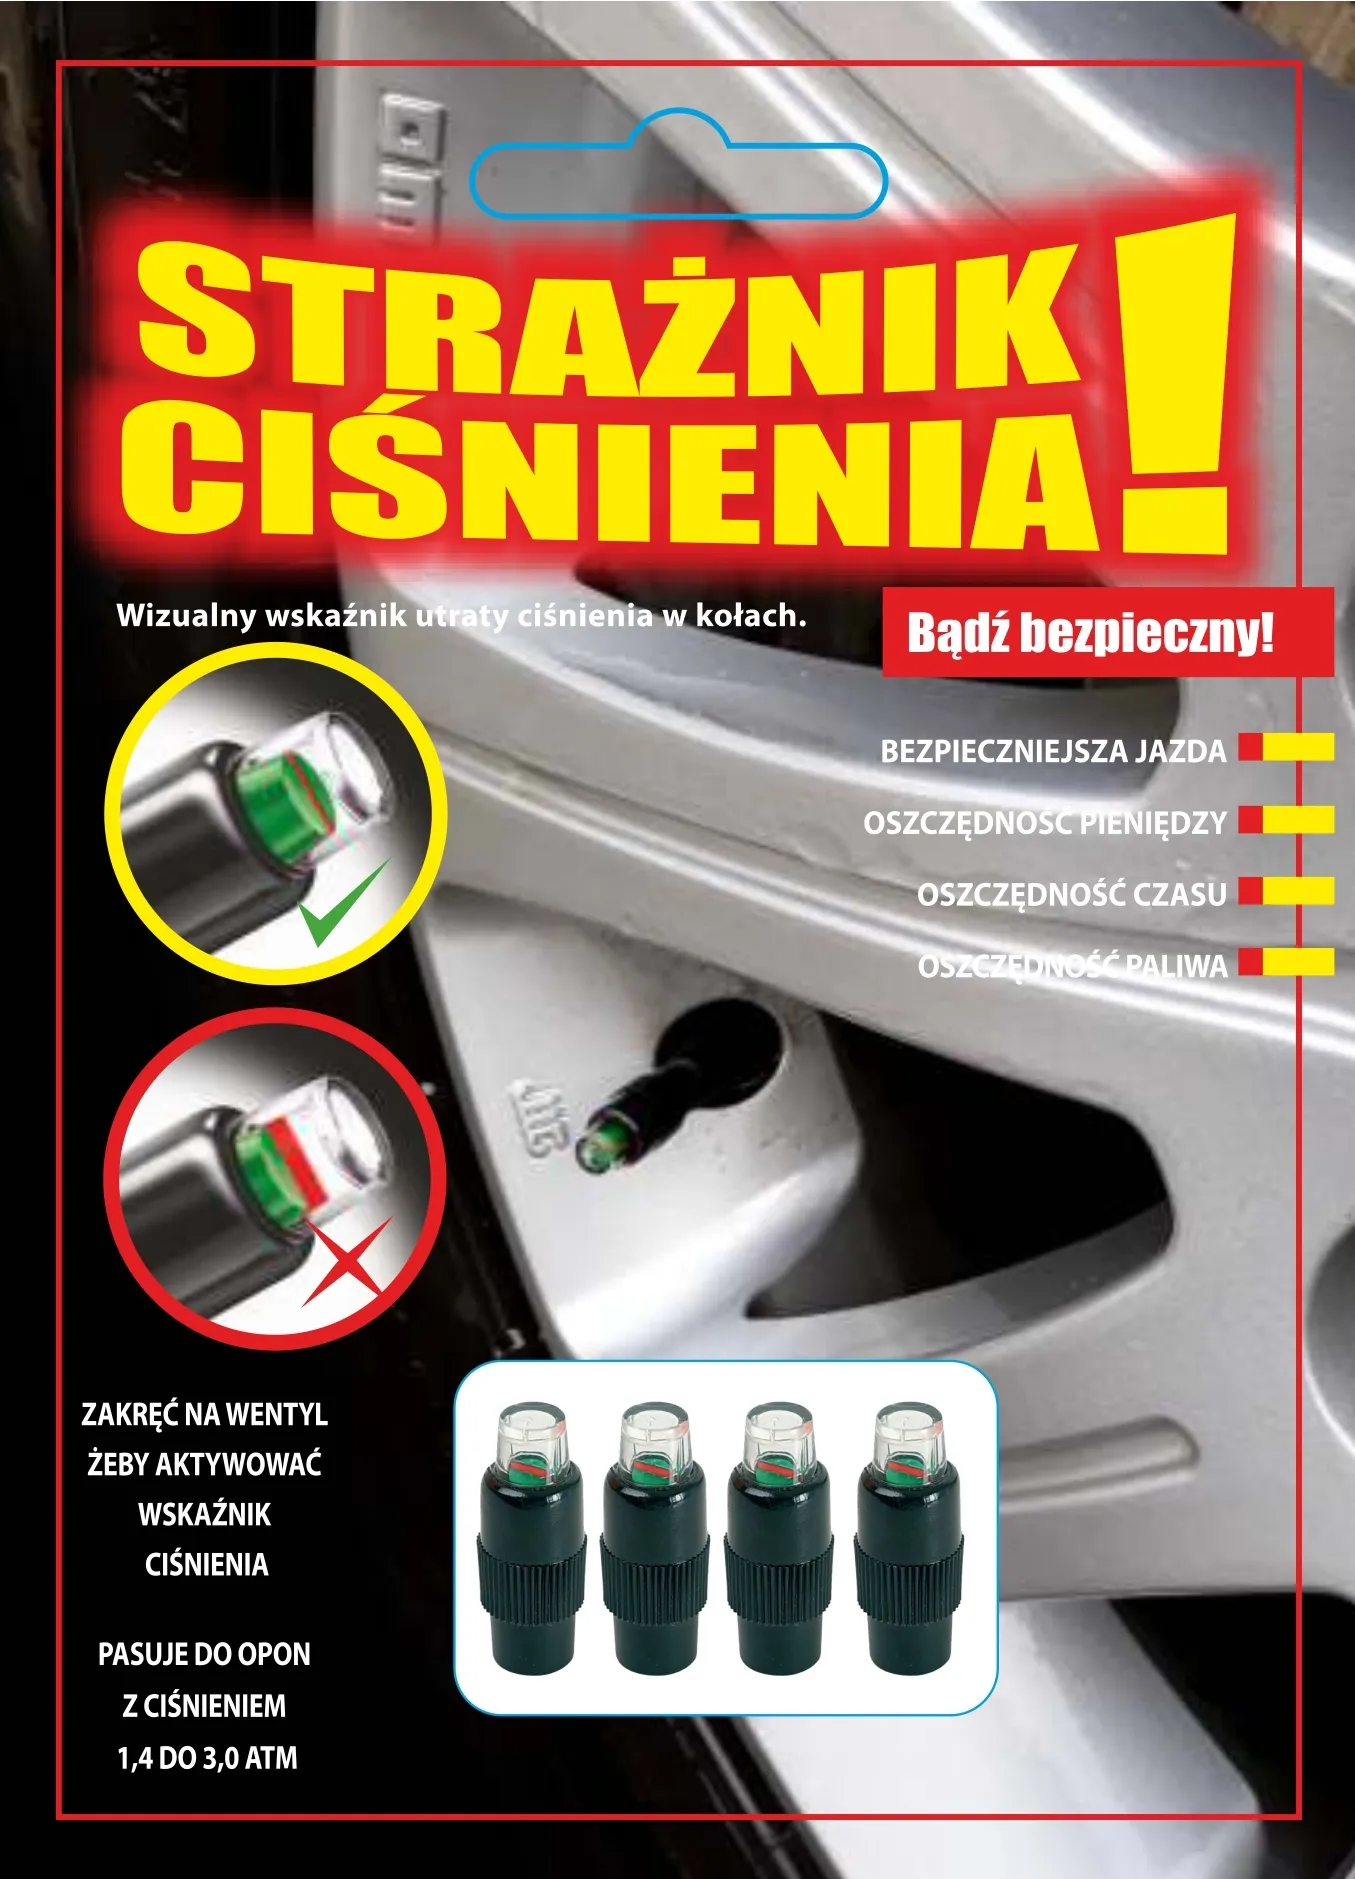 STRAŻNIK
CIŚNIENIA!
Wizualny wskaźnik utraty ciśnienia w kołach.
Bądź bezpieczny!
BEZPIECZNIEJSZA JAZDA
OSZCZĘDNOŚĆ PIENIĘDZY
OSZCZĘDNOŚĆ CZASU
OSZCZĘDNOŚĆ PALIWA
ZAKRĘĆ NA WENTYL
ŻEBY AKTYWOWAĆ
WSKAŹNIK
CIŚNIENIA
PASUJE DO OPON
Z CIŚNIENIEM
1,4 DO 3,0 ATM